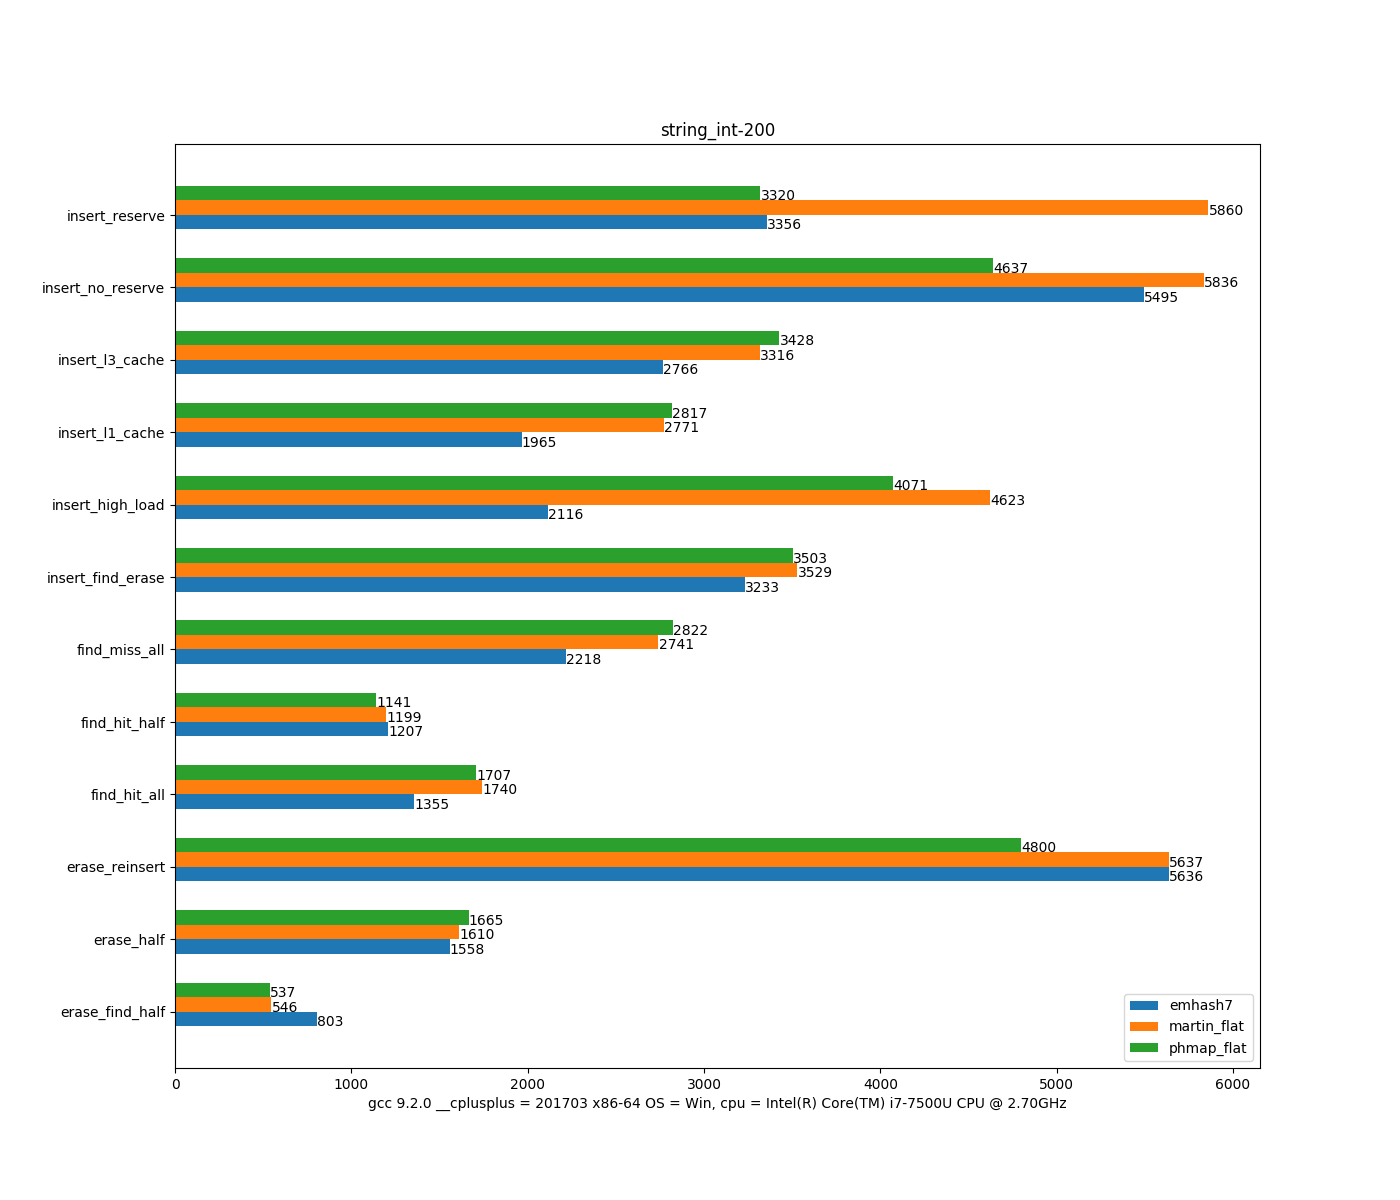 string_int-200
3320
insert_reserve
5860
3356
4637
insert_no_reserve
5836
5495
3428
insert_l3_cache
3316
2766
2817
insert_l1_cache
2771
1965
4071
insert_high_load
4623
2116
3503
insert_find_erase
3529
3233
2822
find_miss_all
2741
2218
1141
find_hit_half
1199
1207
1707
find_hit_all
1740
1355
4800
erase_reinsert
5637
5636
1665
erase_half
1610
1558
537
erase_find_half
546
803
emhash7
martin_flat
phmap_flat
0 1000 2000 3000 4000 5000 6000
gcc 9.2.0 __cplusplus = 201703 x86-64 OS = Win, cpu = Intel(R) Core(TM) i7-7500U CPU @ 2.70GHz